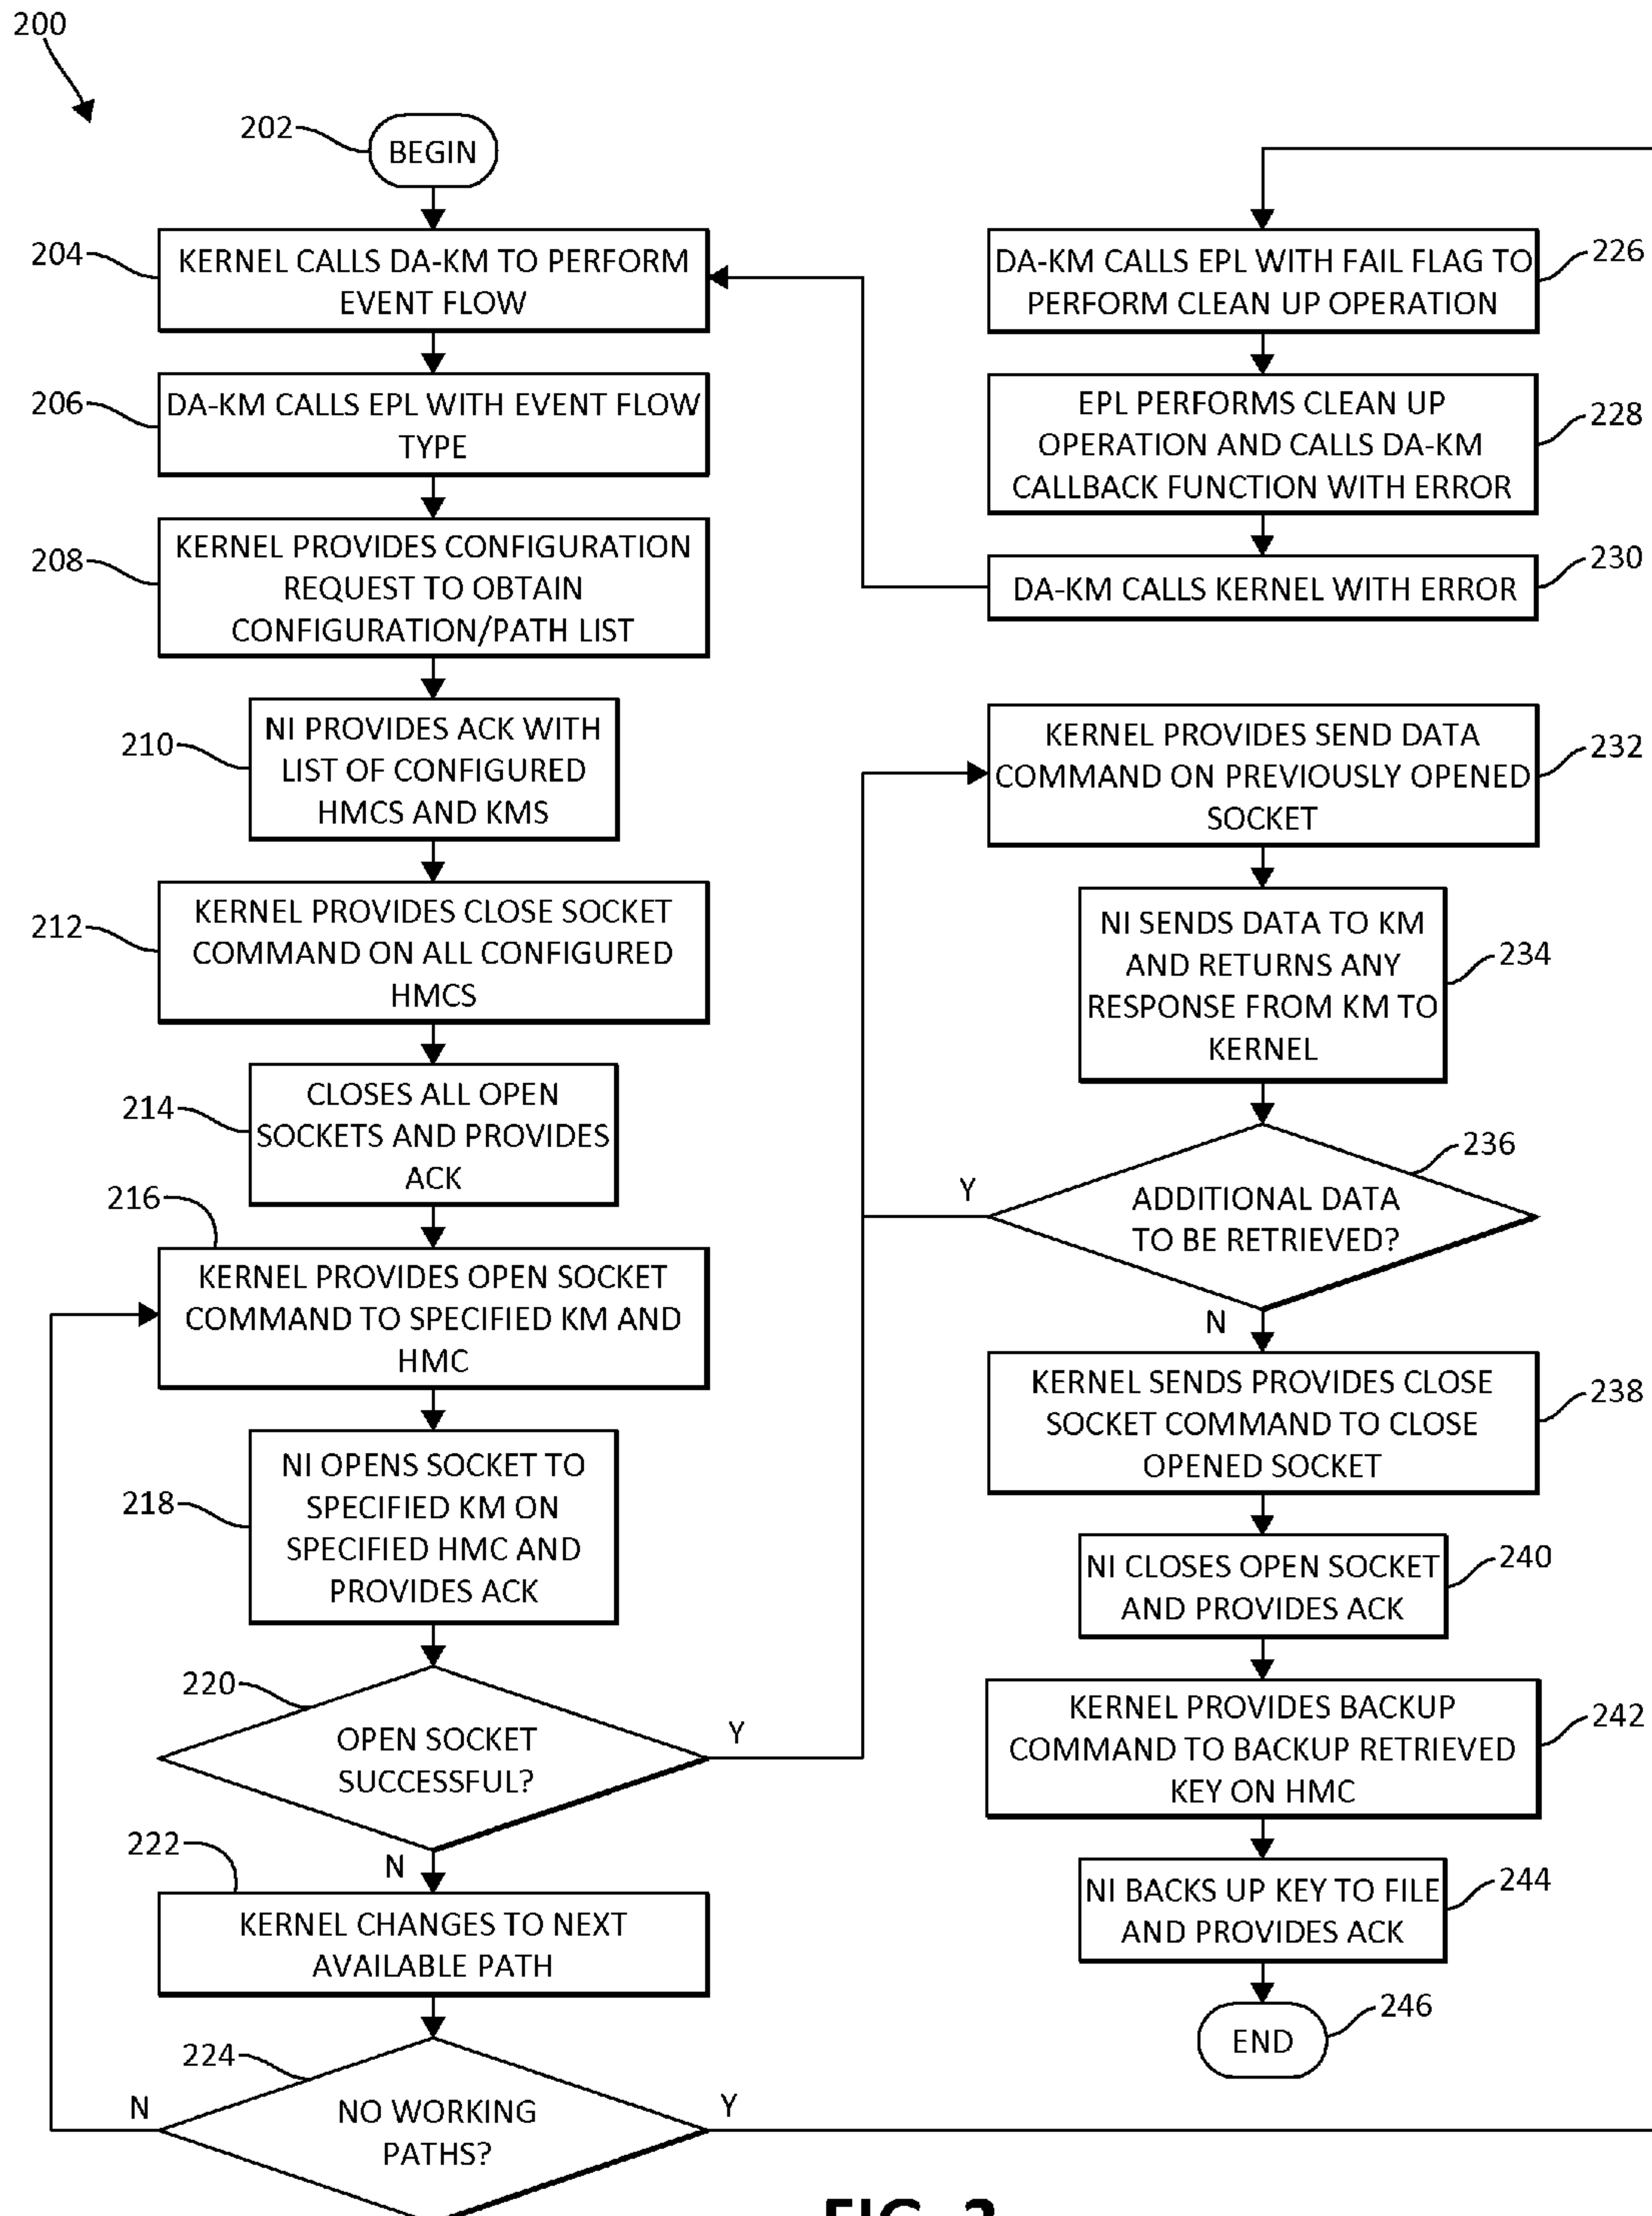 200
202
BEGIN
204
KERNEL CALLS DA-KM TO PERFORM
EVENT FLOW
206
DA-KM CALLS EPL WITH EVENT FLOW
TYPE
208
KERNEL PROVIDES CONFIGURATION
REQUEST TO OBTAIN
CONFIGURATION/PATH LIST
210
NI PROVIDES ACK WITH
LIST OF CONFIGURED
HMCS AND KMS
212
KERNEL PROVIDES CLOSE SOCKET
COMMAND ON ALL CONFIGURED
HMCS
214
CLOSES ALL OPEN
SOCKETS AND PROVIDES
ACK
216
KERNEL PROVIDES OPEN SOCKET
COMMAND TO SPECIFIED KM AND
HMC
218
NI OPENS SOCKET TO
SPECIFIED KM ON
SPECIFIED HMC AND
PROVIDES ACK
220
OPEN SOCKET
SUCCESSFUL?
Y
N
222
KERNEL CHANGES TO NEXT
AVAILABLE PATH
224
NO WORKING
PATHS?
N
Y
226
DA-KM CALLS EPL WITH FAIL FLAG TO
PERFORM CLEAN UP OPERATION
228
EPL PERFORMS CLEAN UP
OPERATION AND CALLS DA-KM
CALLBACK FUNCTION WITH ERROR
230
DA-KM CALLS KERNEL WITH ERROR
232
KERNEL PROVIDES SEND DATA
COMMAND ON PREVIOUSLY OPENED
SOCKET
234
NI SENDS DATA TO KM
AND RETURNS ANY
RESPONSE FROM KM TO
KERNEL
236
ADDITIONAL DATA
TO BE RETRIEVED?
Y
N
238
KERNEL SENDS PROVIDES CLOSE
SOCKET COMMAND TO CLOSE
OPENED SOCKET
240
NI CLOSES OPEN SOCKET
AND PROVIDES ACK
242
KERNEL PROVIDES BACKUP
COMMAND TO BACKUP RETRIEVED
KEY ON HMC
244
NI BACKS UP KEY TO FILE
AND PROVIDES ACK
246
END
FIG.